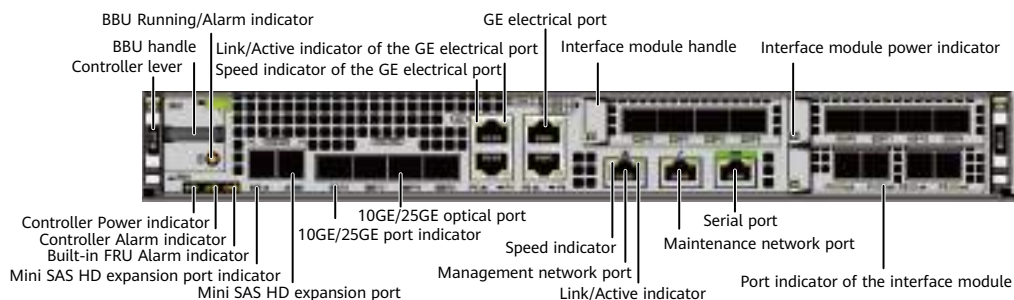 BBU Running/Alarm indicator
GE electrical port
BBU handle
Link/Active indicator of the GE electrical port
Interface module handle
Interface module power indicator
Controller lever
Speed indicator of the GE electrical port
10GE/25GE optical port
Controller Power indicator
10GE/25GE port indicator
Serial port
Controller Alarm indicator
Speed indicator
Maintenance network port
Built-in FRU Alarm indicator
Mini SAS HD expansion port indicator
Management network port
Port indicator of the interface module
Mini SAS HD expansion port
Link/Active indicator